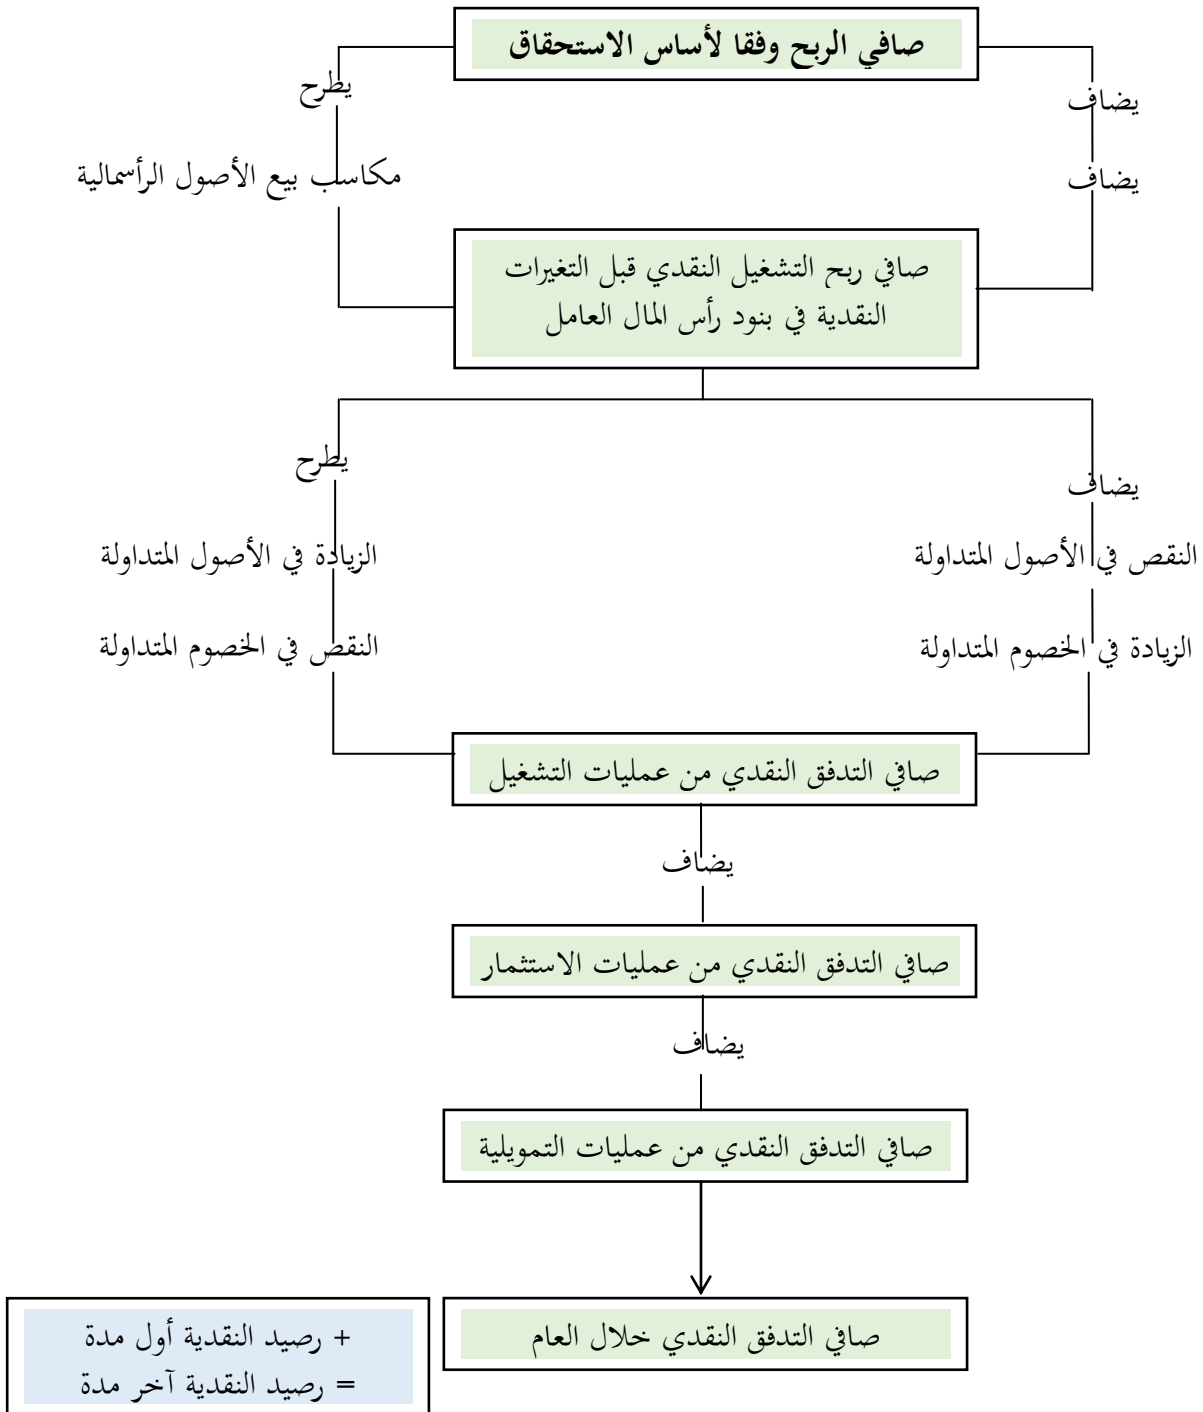 صافي الربح وفقا لأساس الاستحقاق
يضاف
يطرح
يضاف
مكاسب بيع الأصول الرأسمالية
صافي ربح التشغيل النقدي قبل التغيرات
النقدية في بنود رأس المال العامل
يضاف
يطرح
النقص في الأصول المتداولة
الزيادة في الأصول المتداولة
الزيادة في الخصوم المتداولة
النقص في الخصوم المتداولة
صافي التدفق النقدي من عمليات التشغيل
يضاف
صافي التدفق النقدي من عمليات الاستثمار
يضاف
صافي التدفق النقدي من عمليات التمويلية
صافي التدفق النقدي خلال العام
+ رصيد النقدية أول مدة
= رصيد النقدية آخر مدة